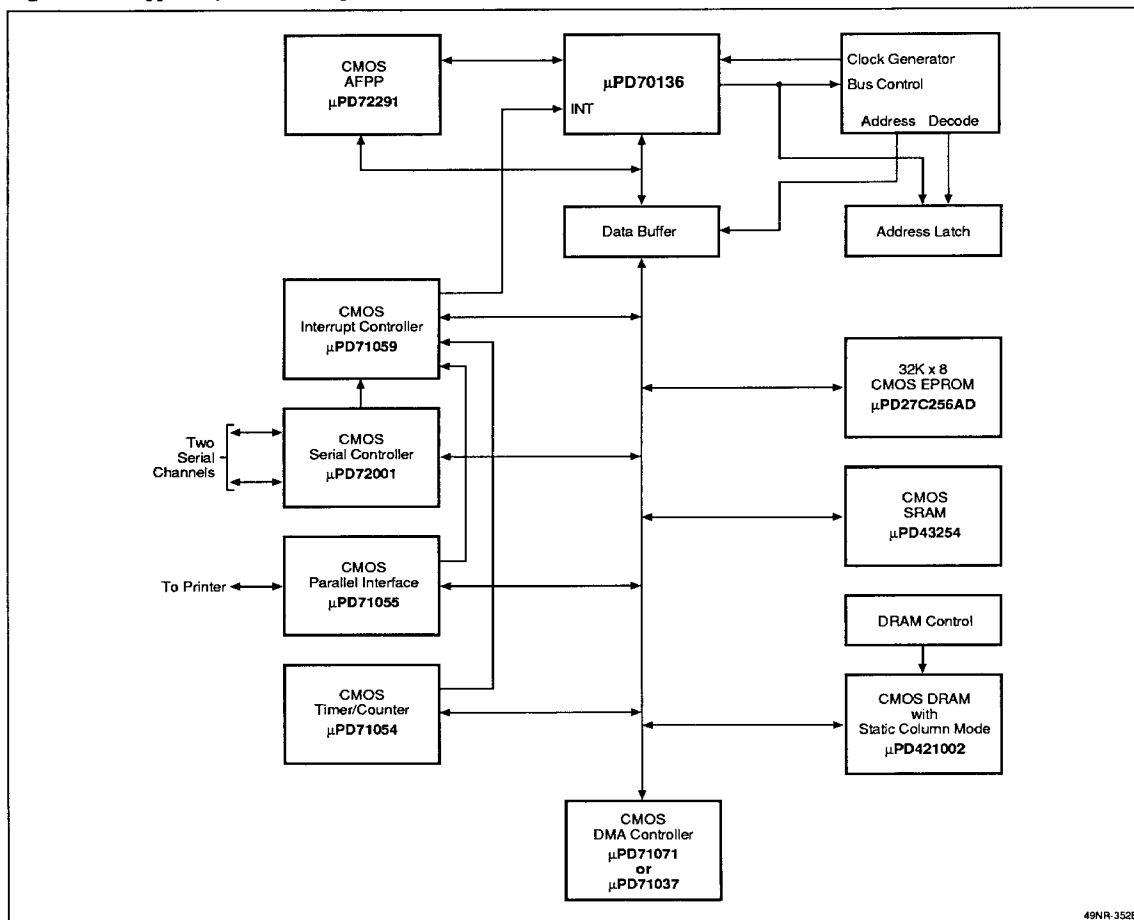 CMOS
AFPP
μPD72291
μPD70136
INT
Clock Generator
Bus Control
Address Decode
Data Buffer
Address Latch
CMOS
Interrupt Controller
μPD71059
32K x 8
CMOS EPROM
μPD27C256AD
Two
Serial
Channels
CMOS
Serial Controller
μPD72001
CMOS
SRAM
μPD43254
To Printer
CMOS
Parallel Interface
μPD71055
DRAM Control
CMOS
Timer/Counter
μPD71054
CMOS DRAM
with
Static Column Mode
μPD421002
CMOS
DMA Controller
μPD71071
or
μPD71037